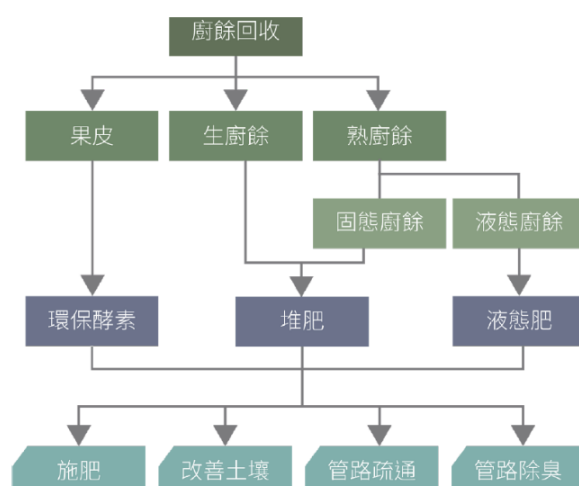 廚餘回收
果皮
生廚餘
熟廚餘
固態廚餘
液態廚餘
環保酵素
堆肥
液態肥
施肥
改善土壤
管路疏通
管路除臭